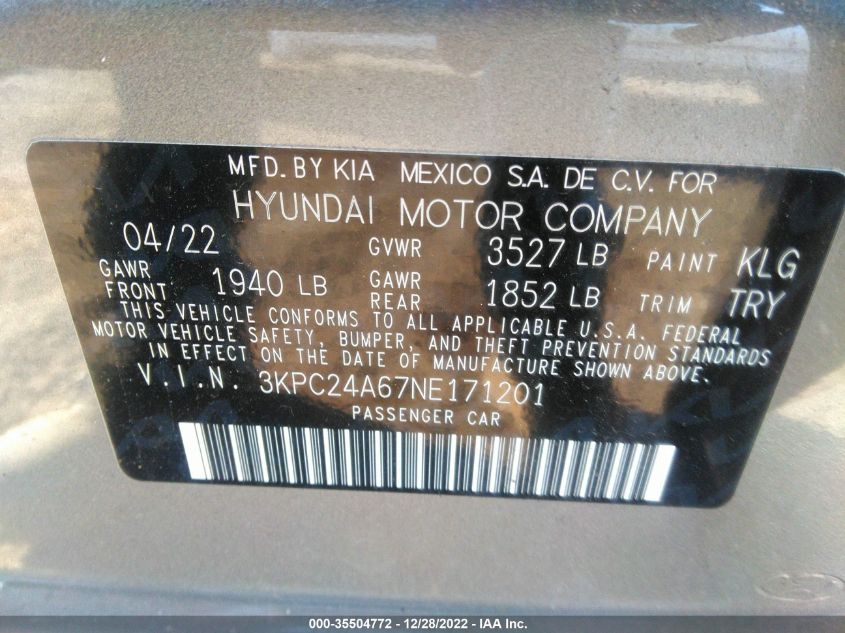 MFD. BY KIA MEXICO S.A. DE C.V. FOR
HYUNDAI MOTOR COMPANY
04/22 GVWR 3527 LB PAINT KLG
GAWR FRONT 1940 LB GAWR REAR 1852 LB TRIM TRY
THIS VEHICLE CONFORMS TO ALL APPLICABLE U.S.A. FEDERAL
MOTOR VEHICLE SAFETY, BUMPER, AND THEFT PREVENTION STANDARDS
IN EFFECT ON THE DATE OF MANUFACTURE SHOWN ABOVE.
V.I.N. 3KPC24A67NE171201
PASSENGER CAR
000-35504772 - 12/28/2022 - IAA Inc.